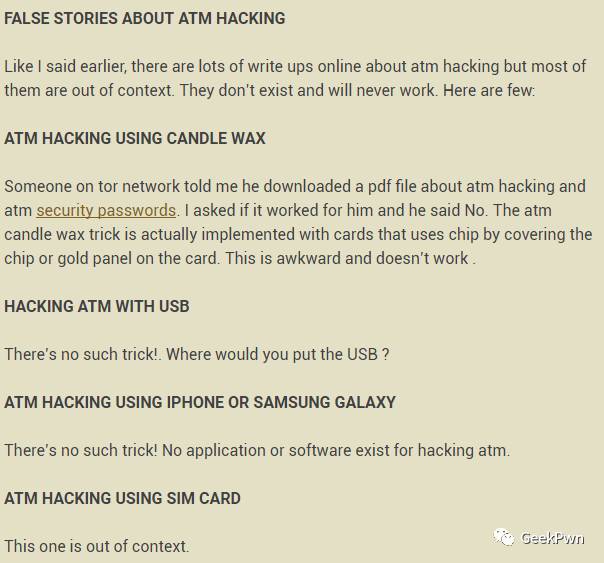 FALSE STORIES ABOUT ATM HACKING
Like I said earlier, there are lots of write ups online about atm hacking but most of
them are out of context. They don't exist and will never work. Here are few:
ATM HACKING USING CANDLE WAX
Someone on tor network told me he downloaded a pdf file about atm hacking and
atm security passwords. I asked if it worked for him and he said No. The atm
candle wax trick is actually implemented with cards that uses chip by covering the
chip or gold panel on the card. This is awkward and doesn't work .
HACKING ATM WITH USB
There's no such trick!. Where would you put the USB ?
ATM HACKING USING IPHONE OR SAMSUNG GALAXY
There's no such trick! No application or software exist for hacking atm.
ATM HACKING USING SIM CARD
This one is out of context.
GeekPwn